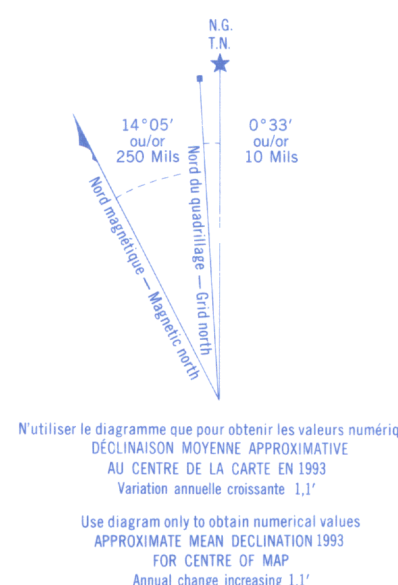 N.G.
T.N.
14°05′
ou/or
250 Mils
0°33′
ou/or
10 Mils
Nord magnétique — Magnetic north
Nord du quadrillage — Grid north
N'utiliser le diagramme que pour obtenir les valeurs numériq
DÉCLINAISON MOYENNE APPROXIMATIVE
AU CENTRE DE LA CARTE EN 1993
Variation annuelle croissante 1,1′
Use diagram only to obtain numerical values
APPROXIMATE MEAN DECLINATION 1993
FOR CENTRE OF MAP
Annual change increasing 1.1′